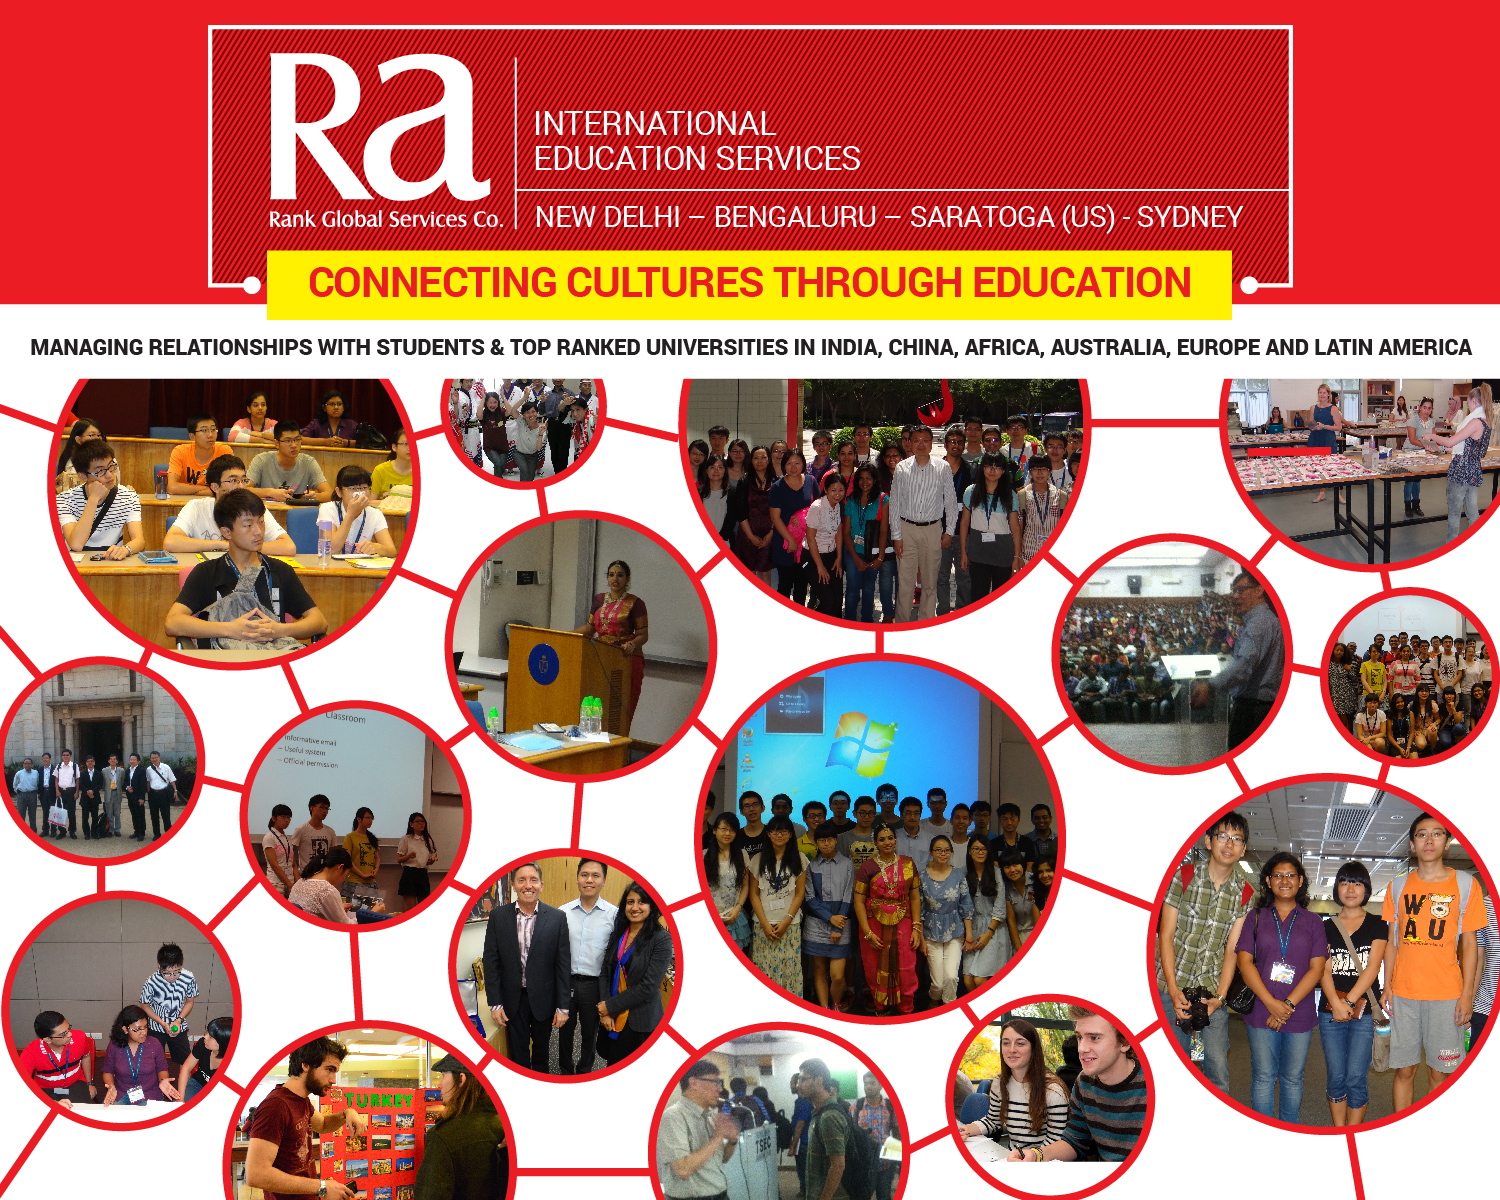 Ra
Rank Global Services Co.
INTERNATIONAL
EDUCATION SERVICES
NEW DELHI – BENGALURU – SARATOGA (US) - SYDNEY
CONNECTING CULTURES THROUGH EDUCATION
MANAGING RELATIONSHIPS WITH STUDENTS & TOP RANKED UNIVERSITIES IN INDIA, CHINA, AFRICA, AUSTRALIA, EUROPE AND LATIN AMERICA
Classroom
Informative email
– Useful system
– Official permission
W
A U
TURKEY
TSEC